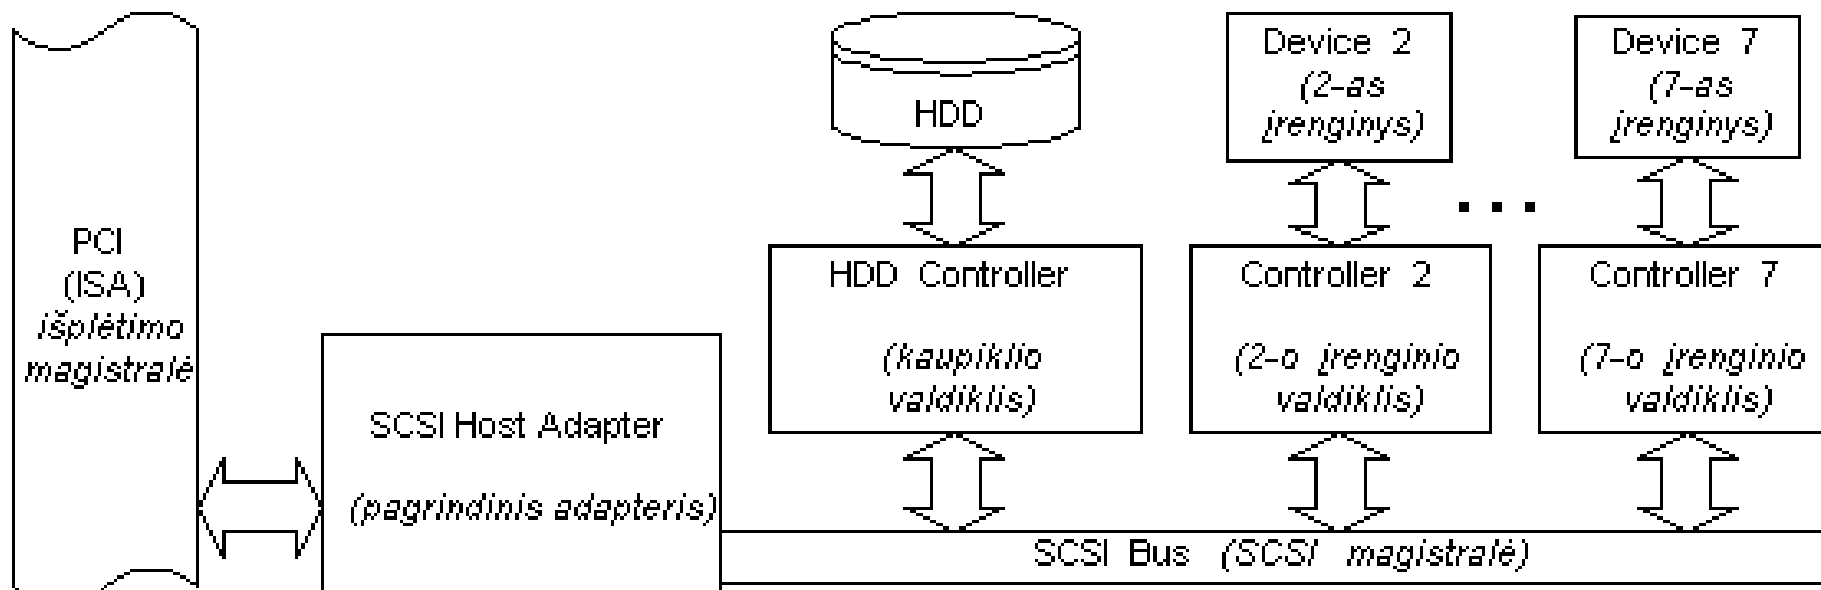 PCI
(ISA)
išplėtimo
magistralė
SCSI Host Adapter
(pagrindinis adapteris)
HDD
HDD Controller
(kaupiklio
valdiklis)
Device 2
(2-as
įrenginys)
Controller 2
(2-o įrenginio
valdiklis)
...
Device 7
(7-as
įrenginys)
Controller 7
(7-o įrenginio
valdiklis)
SCSI Bus (SCSI magistralė)